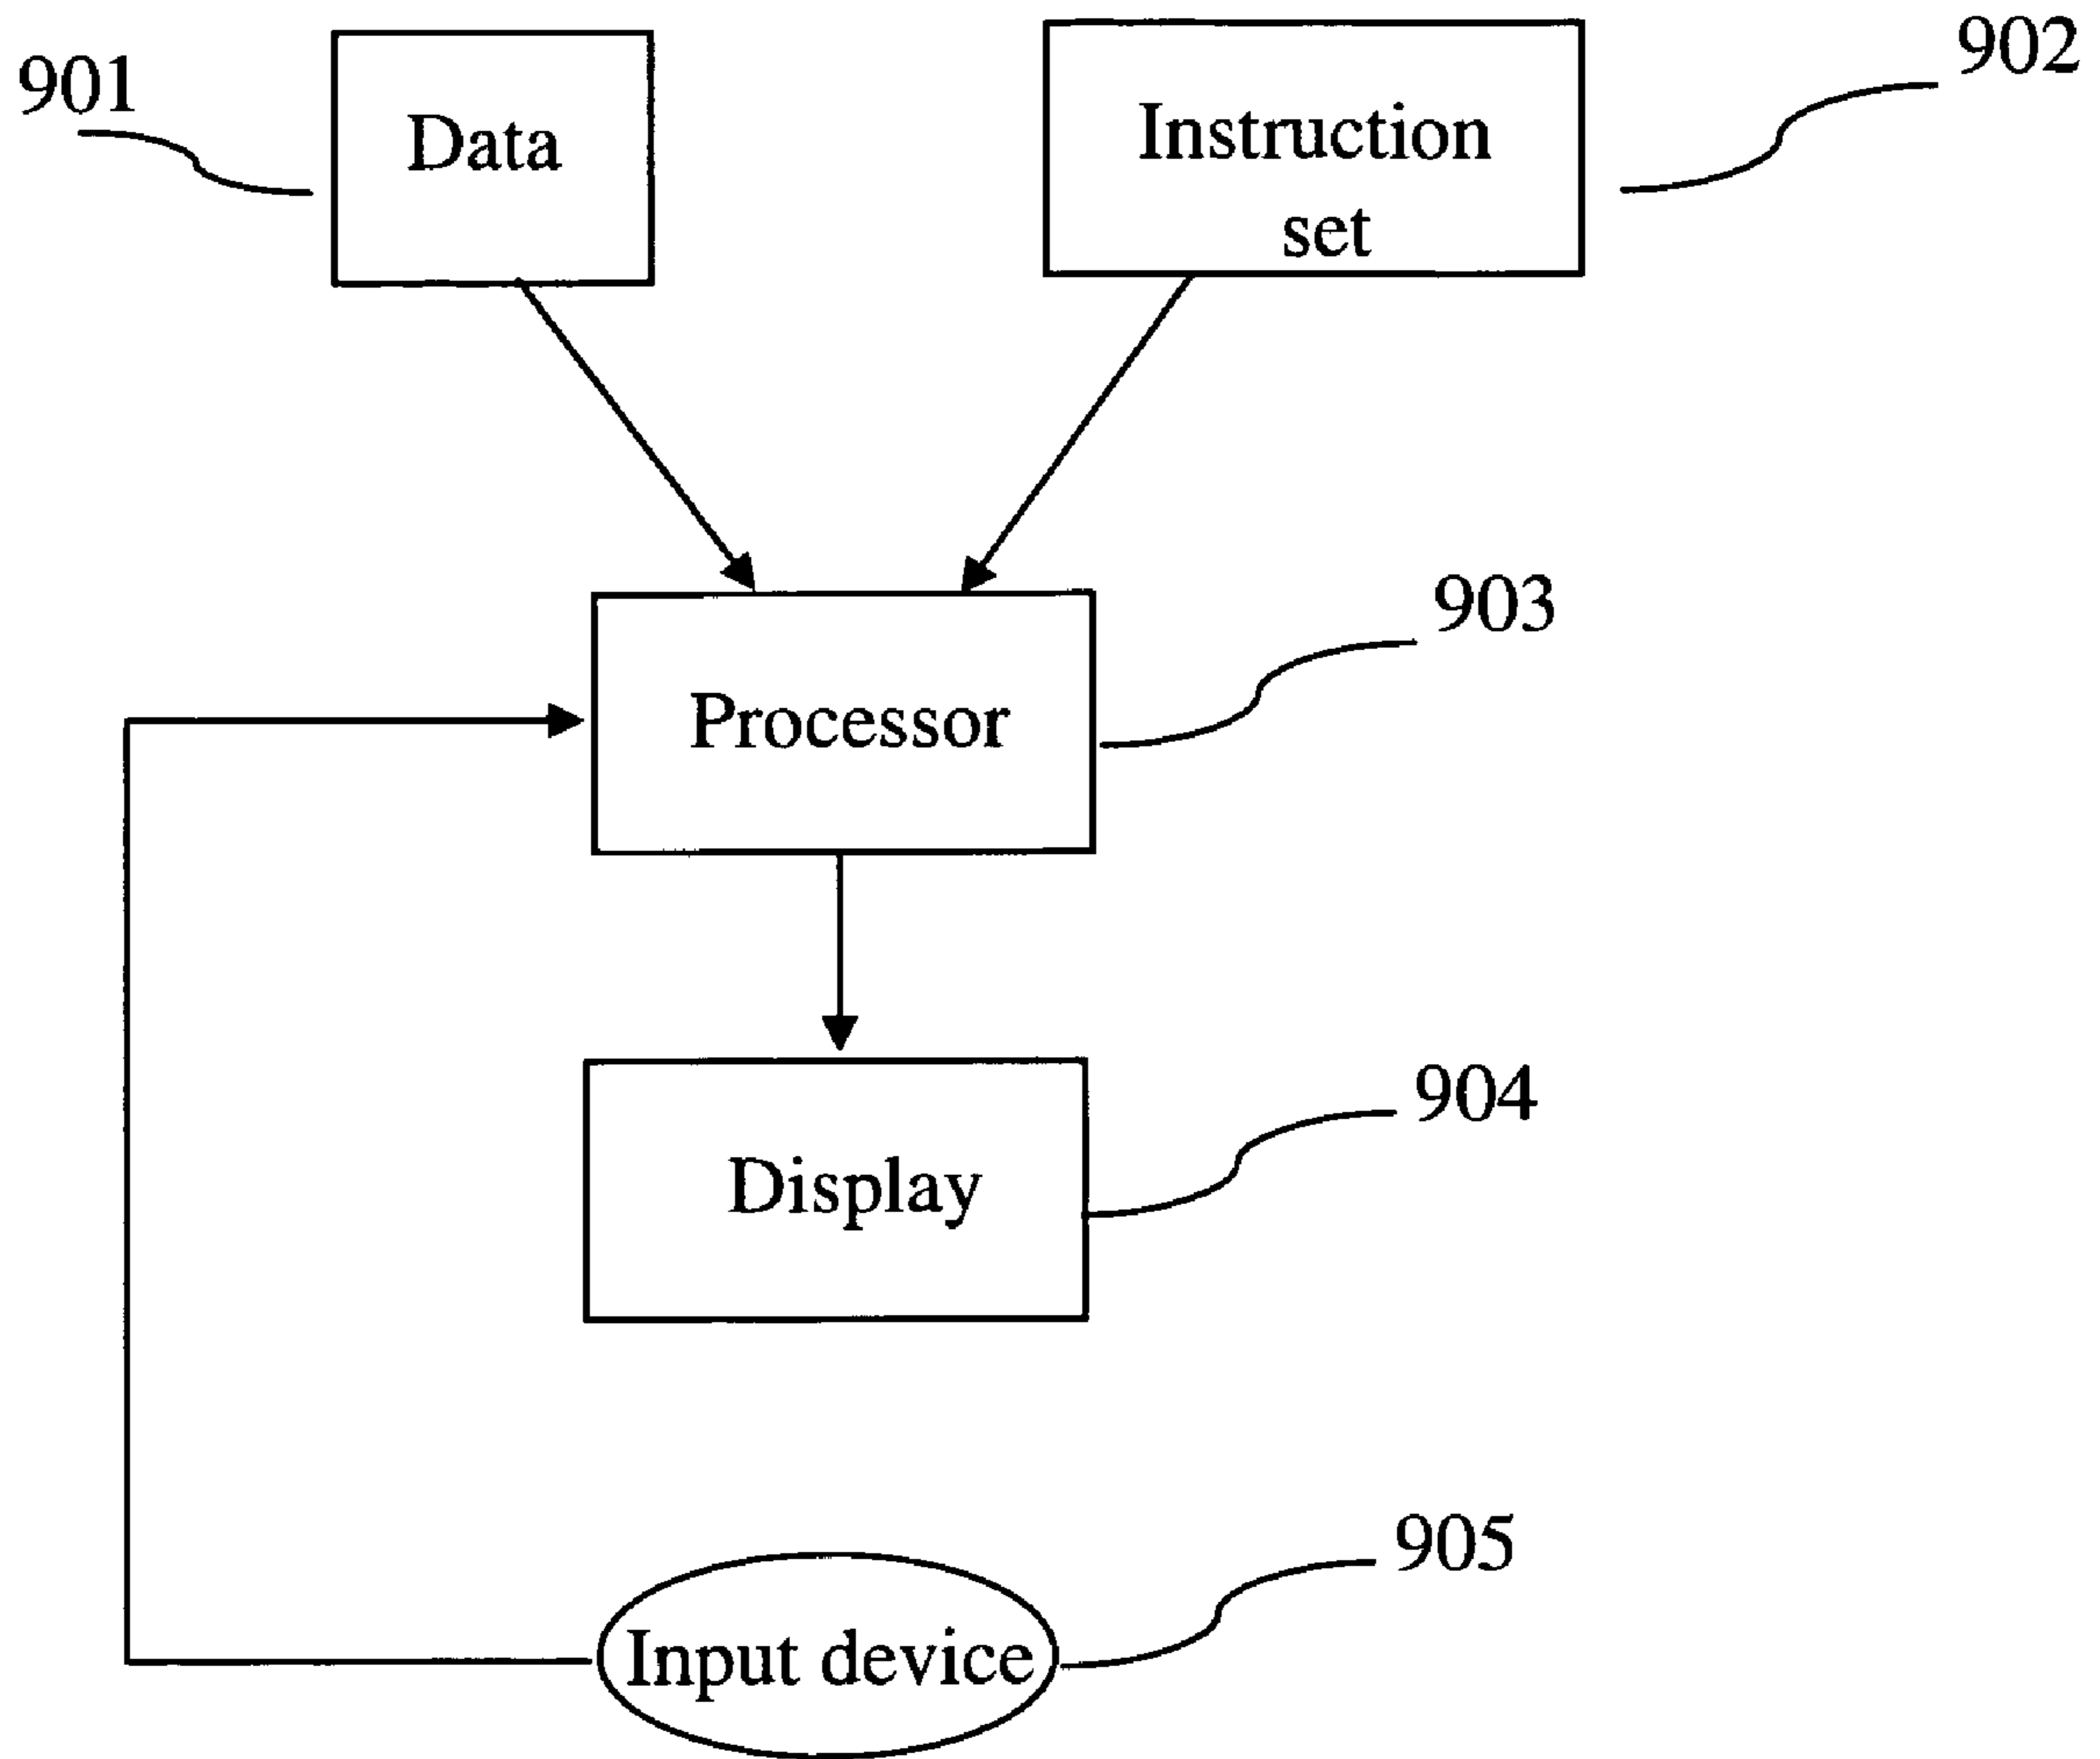 901
Data
Instruction
set
902
Processor
903
Display
904
Input device
905